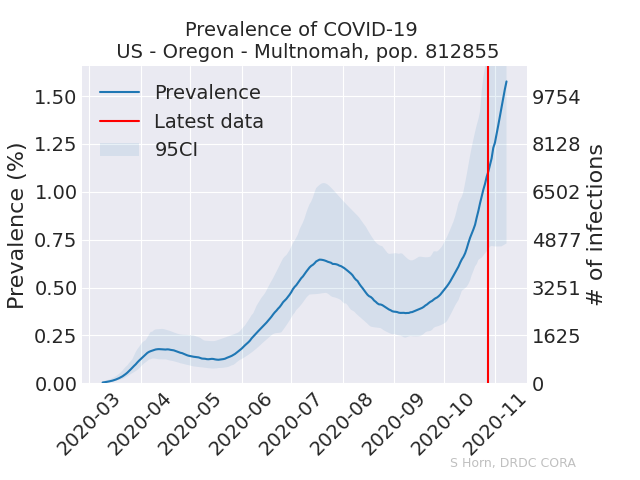 Prevalence of COVID-19
US - Oregon - Multnomah, pop. 812855
Prevalence
Latest data
95CI
Prevalence (%)
1.50
1.25
1.00
0.75
0.50
0.25
0.00
9754
8128
6502
4877
3251
1625
0
# of infections
2020-03
2020-04
2020-05
2020-06
2020-07
2020-08
2020-09
2020-10
2020-11
S Horn, DRDC CORA